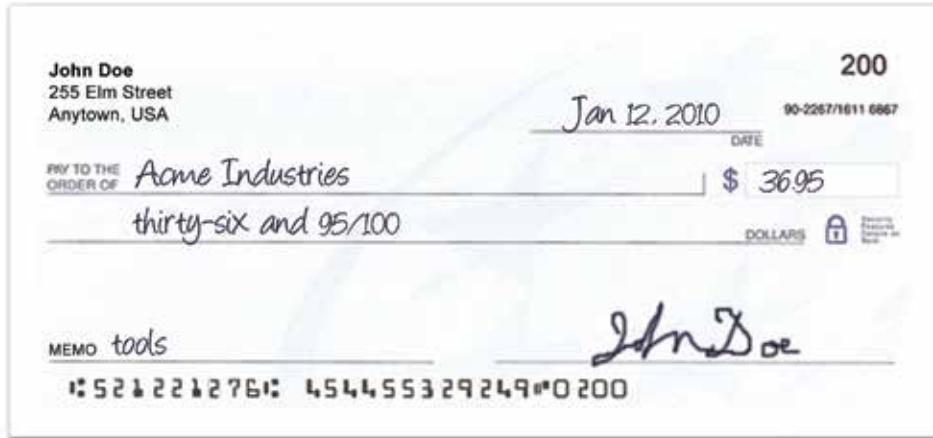 John Doe
200
255 Elm Street
Anytown, USA
Jan 12, 2010
90-2267/1611 6867
DATE
PAY TO THE
ORDER OF
Acme Industries
$ 36.95
thirty-six and 95/100
DOLLARS
MEMO tools
John Doe
⑆521221276⑆ 454455329249⑈0200